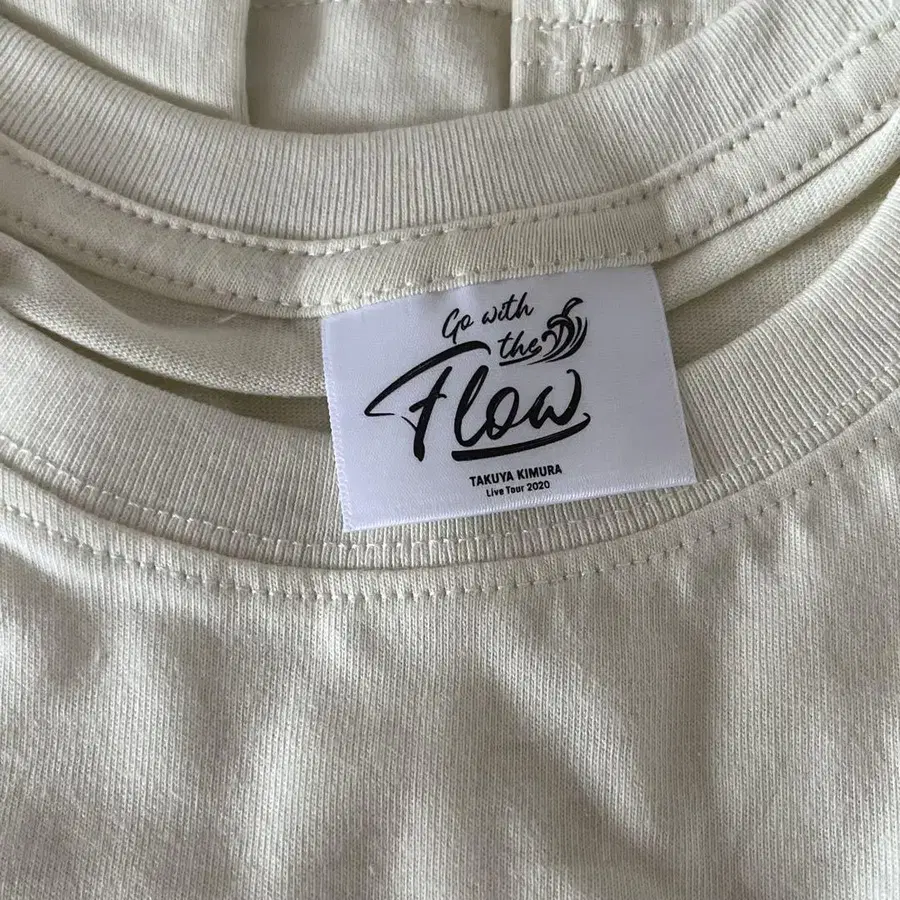 Go with
the
Flow
TAKUYA KIMURA
Live Tour 2020